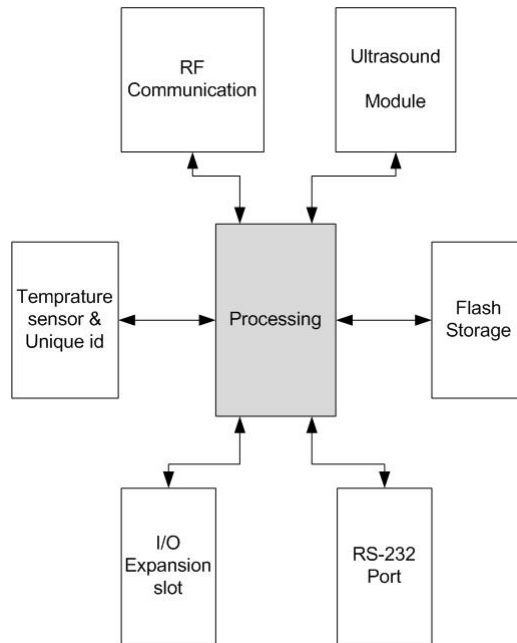 RF
Communication
Ultrasound
Module
Temprature
sensor &
Unique id
Processing
Flash
Storage
I/O
Expansion
slot
RS-232
Port